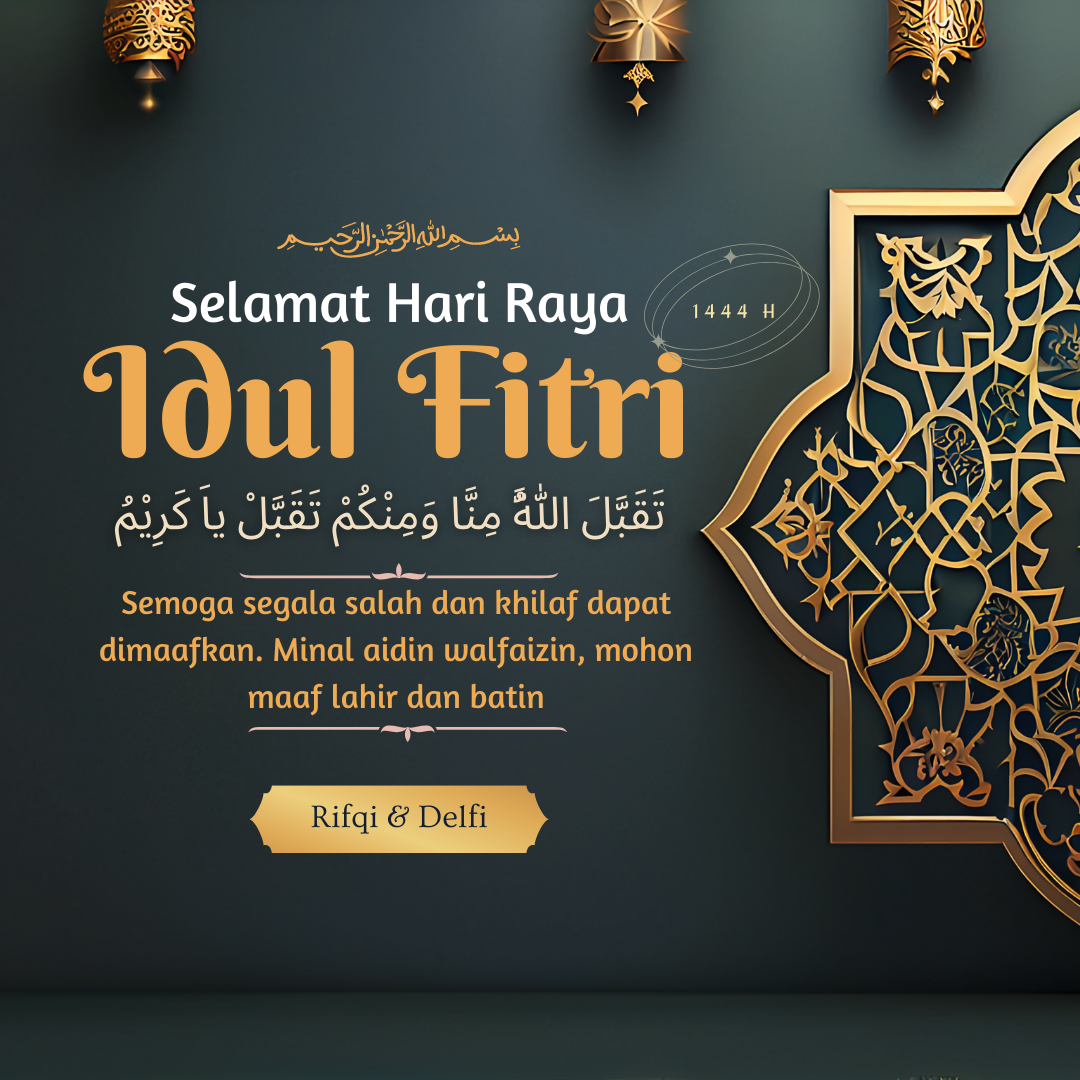 بِسْمِ اللهِ الرَّحْمٰنِ الرَّحِيْمِ
Selamat Hari Raya
1444 H
Idul Fitri
تَقَبَّلَ اللهُ مِنَّا وَمِنْكُمْ تَقَبَّلْ ياَ كَرِيْمُ
Semoga segala salah dan khilaf dapat
dimaafkan. Minal aidin walfaizin, mohon
maaf lahir dan batin
Rifqi & Delfi